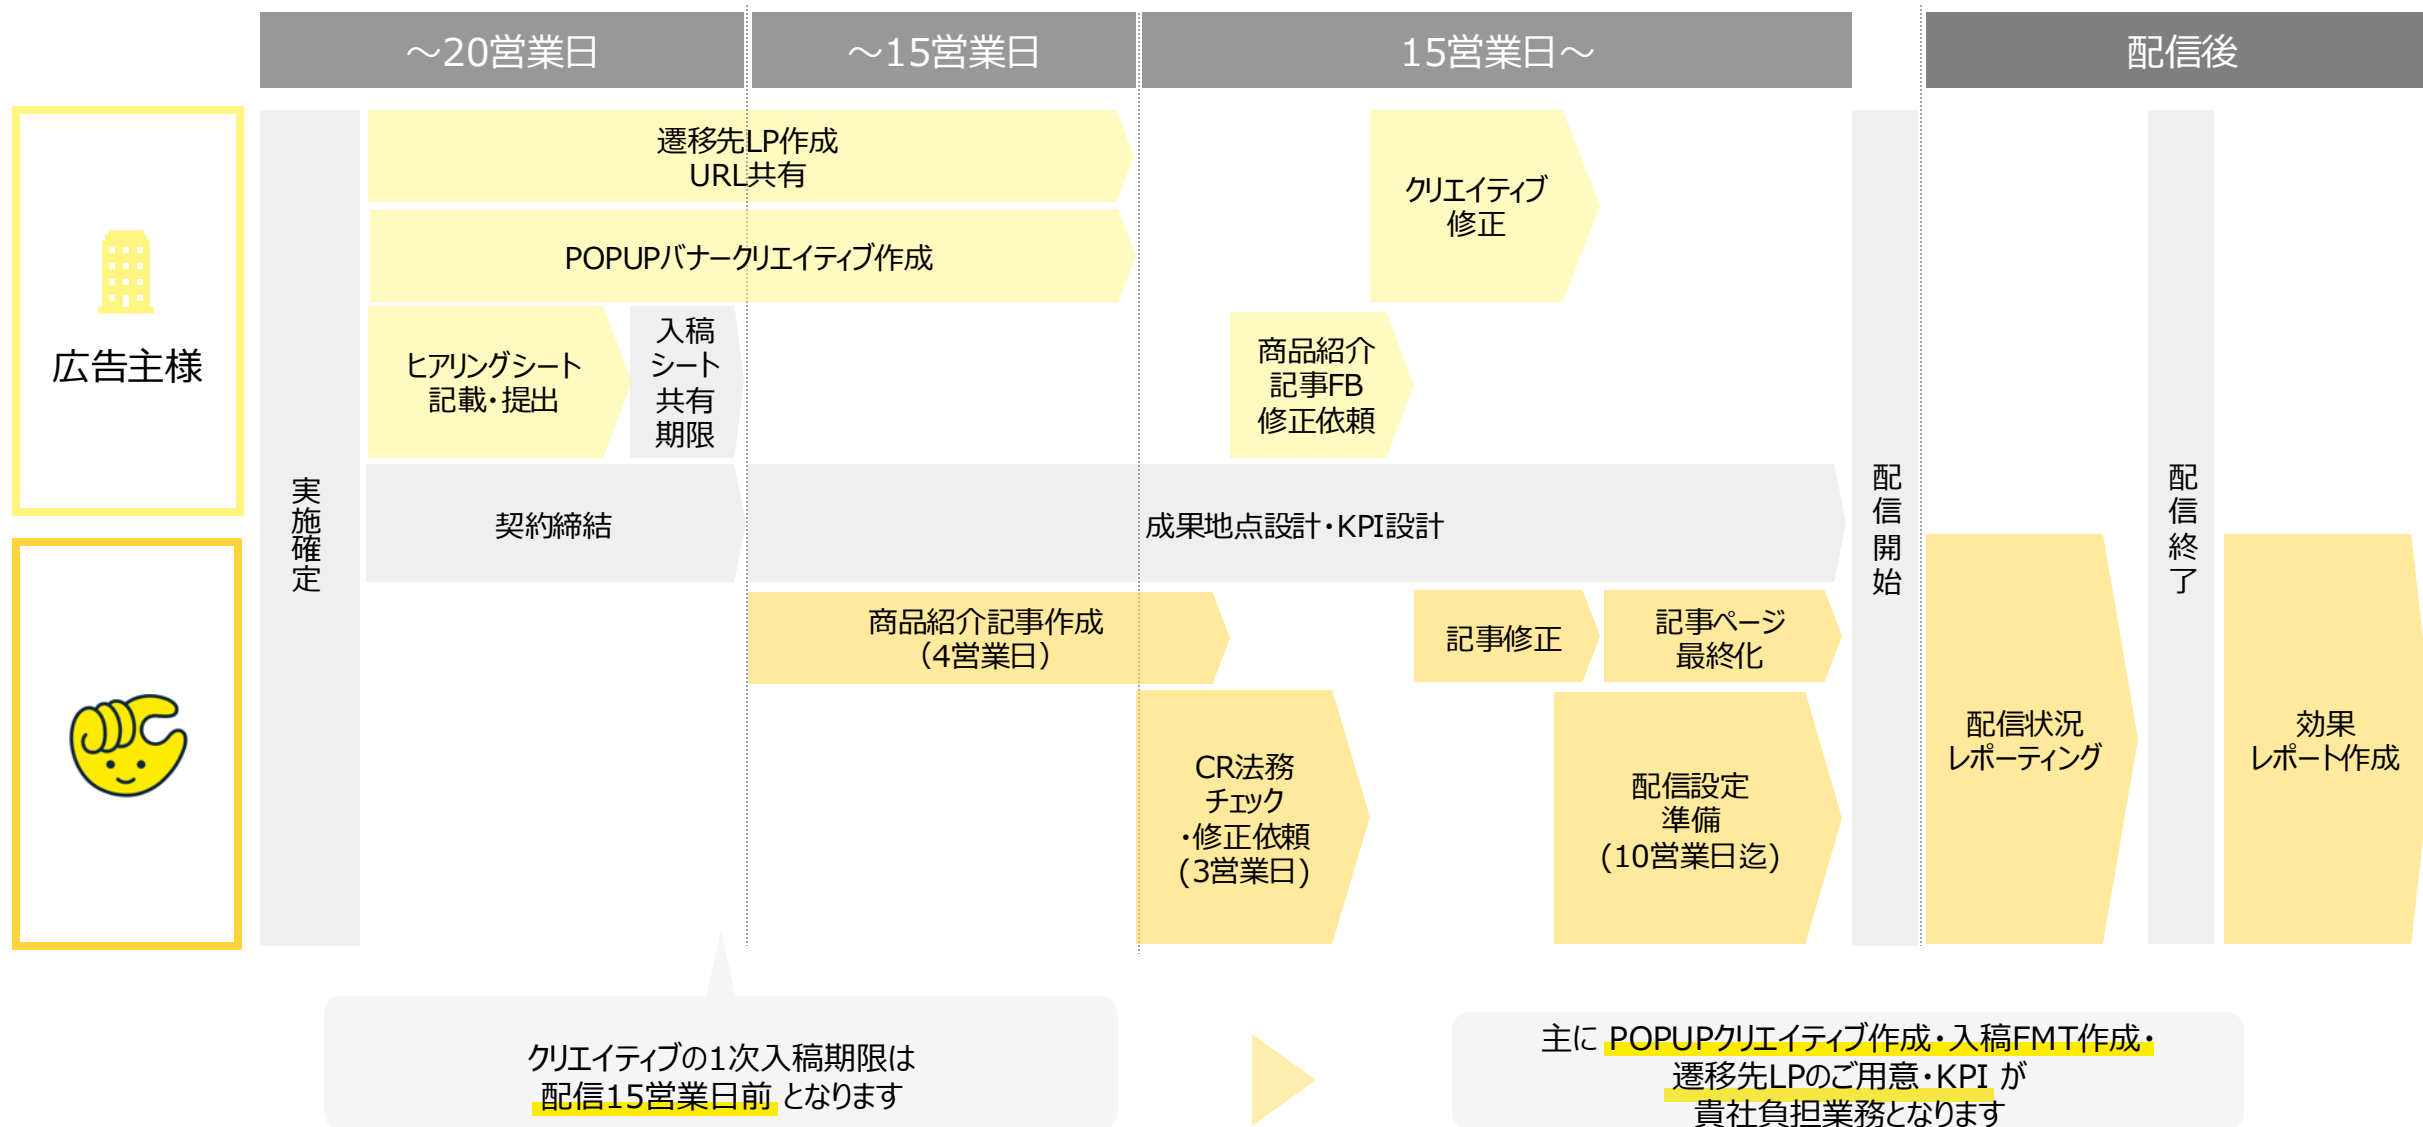 ～20営業日
～15営業日
15営業日～
配信後
広告主様
実施確定
遷移先LP作成
URL共有
POPUPバナークリエイティブ作成
ヒアリングシート
記載・提出
入稿
シート
共有
期限
クリエイティブ
修正
商品紹介
記事FB
修正依頼
契約締結
成果地点設計・KPI設計
商品紹介記事作成
（4営業日）
記事修正
記事ページ
最終化
CR法務
チェック
・修正依頼
(3営業日)
配信設定
準備
(10営業日迄)
配信開始
配信状況
レポーティング
配信終了
効果
レポート作成
クリエイティブの1次入稿期限は
配信15営業日前 となります
主に POPUPクリエイティブ作成・入稿FMT作成・
遷移先LPのご用意・KPI が
貴社負担業務となります